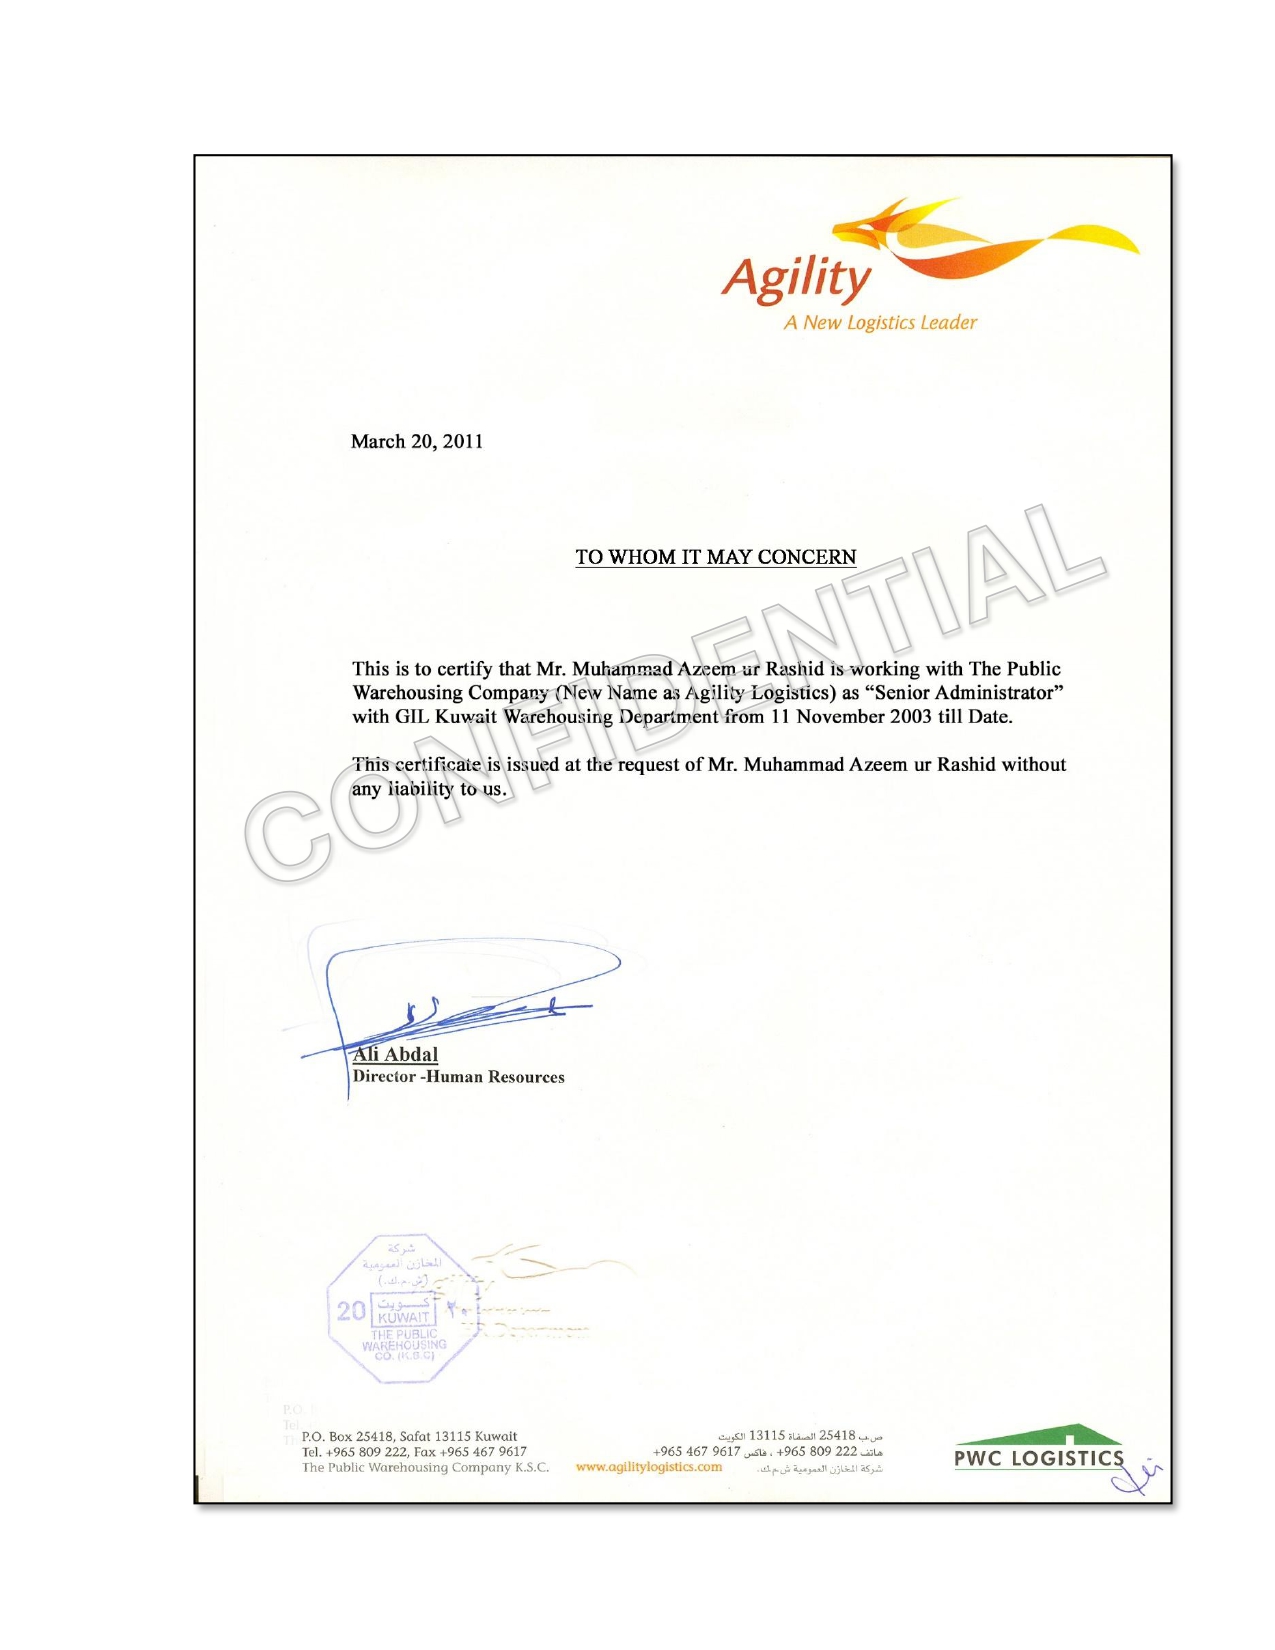 Agility
A New Logistics Leader
March 20, 2011
TO WHOM IT MAY CONCERN
This is to certify that Mr. Muhammad Azeem ur Rashid is working with The Public
Warehousing Company (New Name as Agility Logistics) as “Senior Administrator”
with GIL Kuwait Warehousing Department from 11 November 2003 till Date.
This certificate is issued at the request of Mr. Muhammad Azeem ur Rashid without
any liability to us.
CONFIDENTIAL
Ali Abdal
Director -Human Resources
شركة
المخازن العمومية
(ش.م.ك.)
20 كويت ٢٠
KUWAIT
THE PUBLIC
WAREHOUSING
CO. (K.S.C)
P.O. Box 25418, Safat 13115 Kuwait
Tel. +965 809 222, Fax +965 467 9617
The Public Warehousing Company K.S.C.
www.agilitylogistics.com
ص.ب 25418 الصفاة 13115 الكويت
هاتف 222 809 965+ ، فاكس 9617 467 965+
شركة المخازن العمومية ش.م.ك.
PWC LOGISTICS